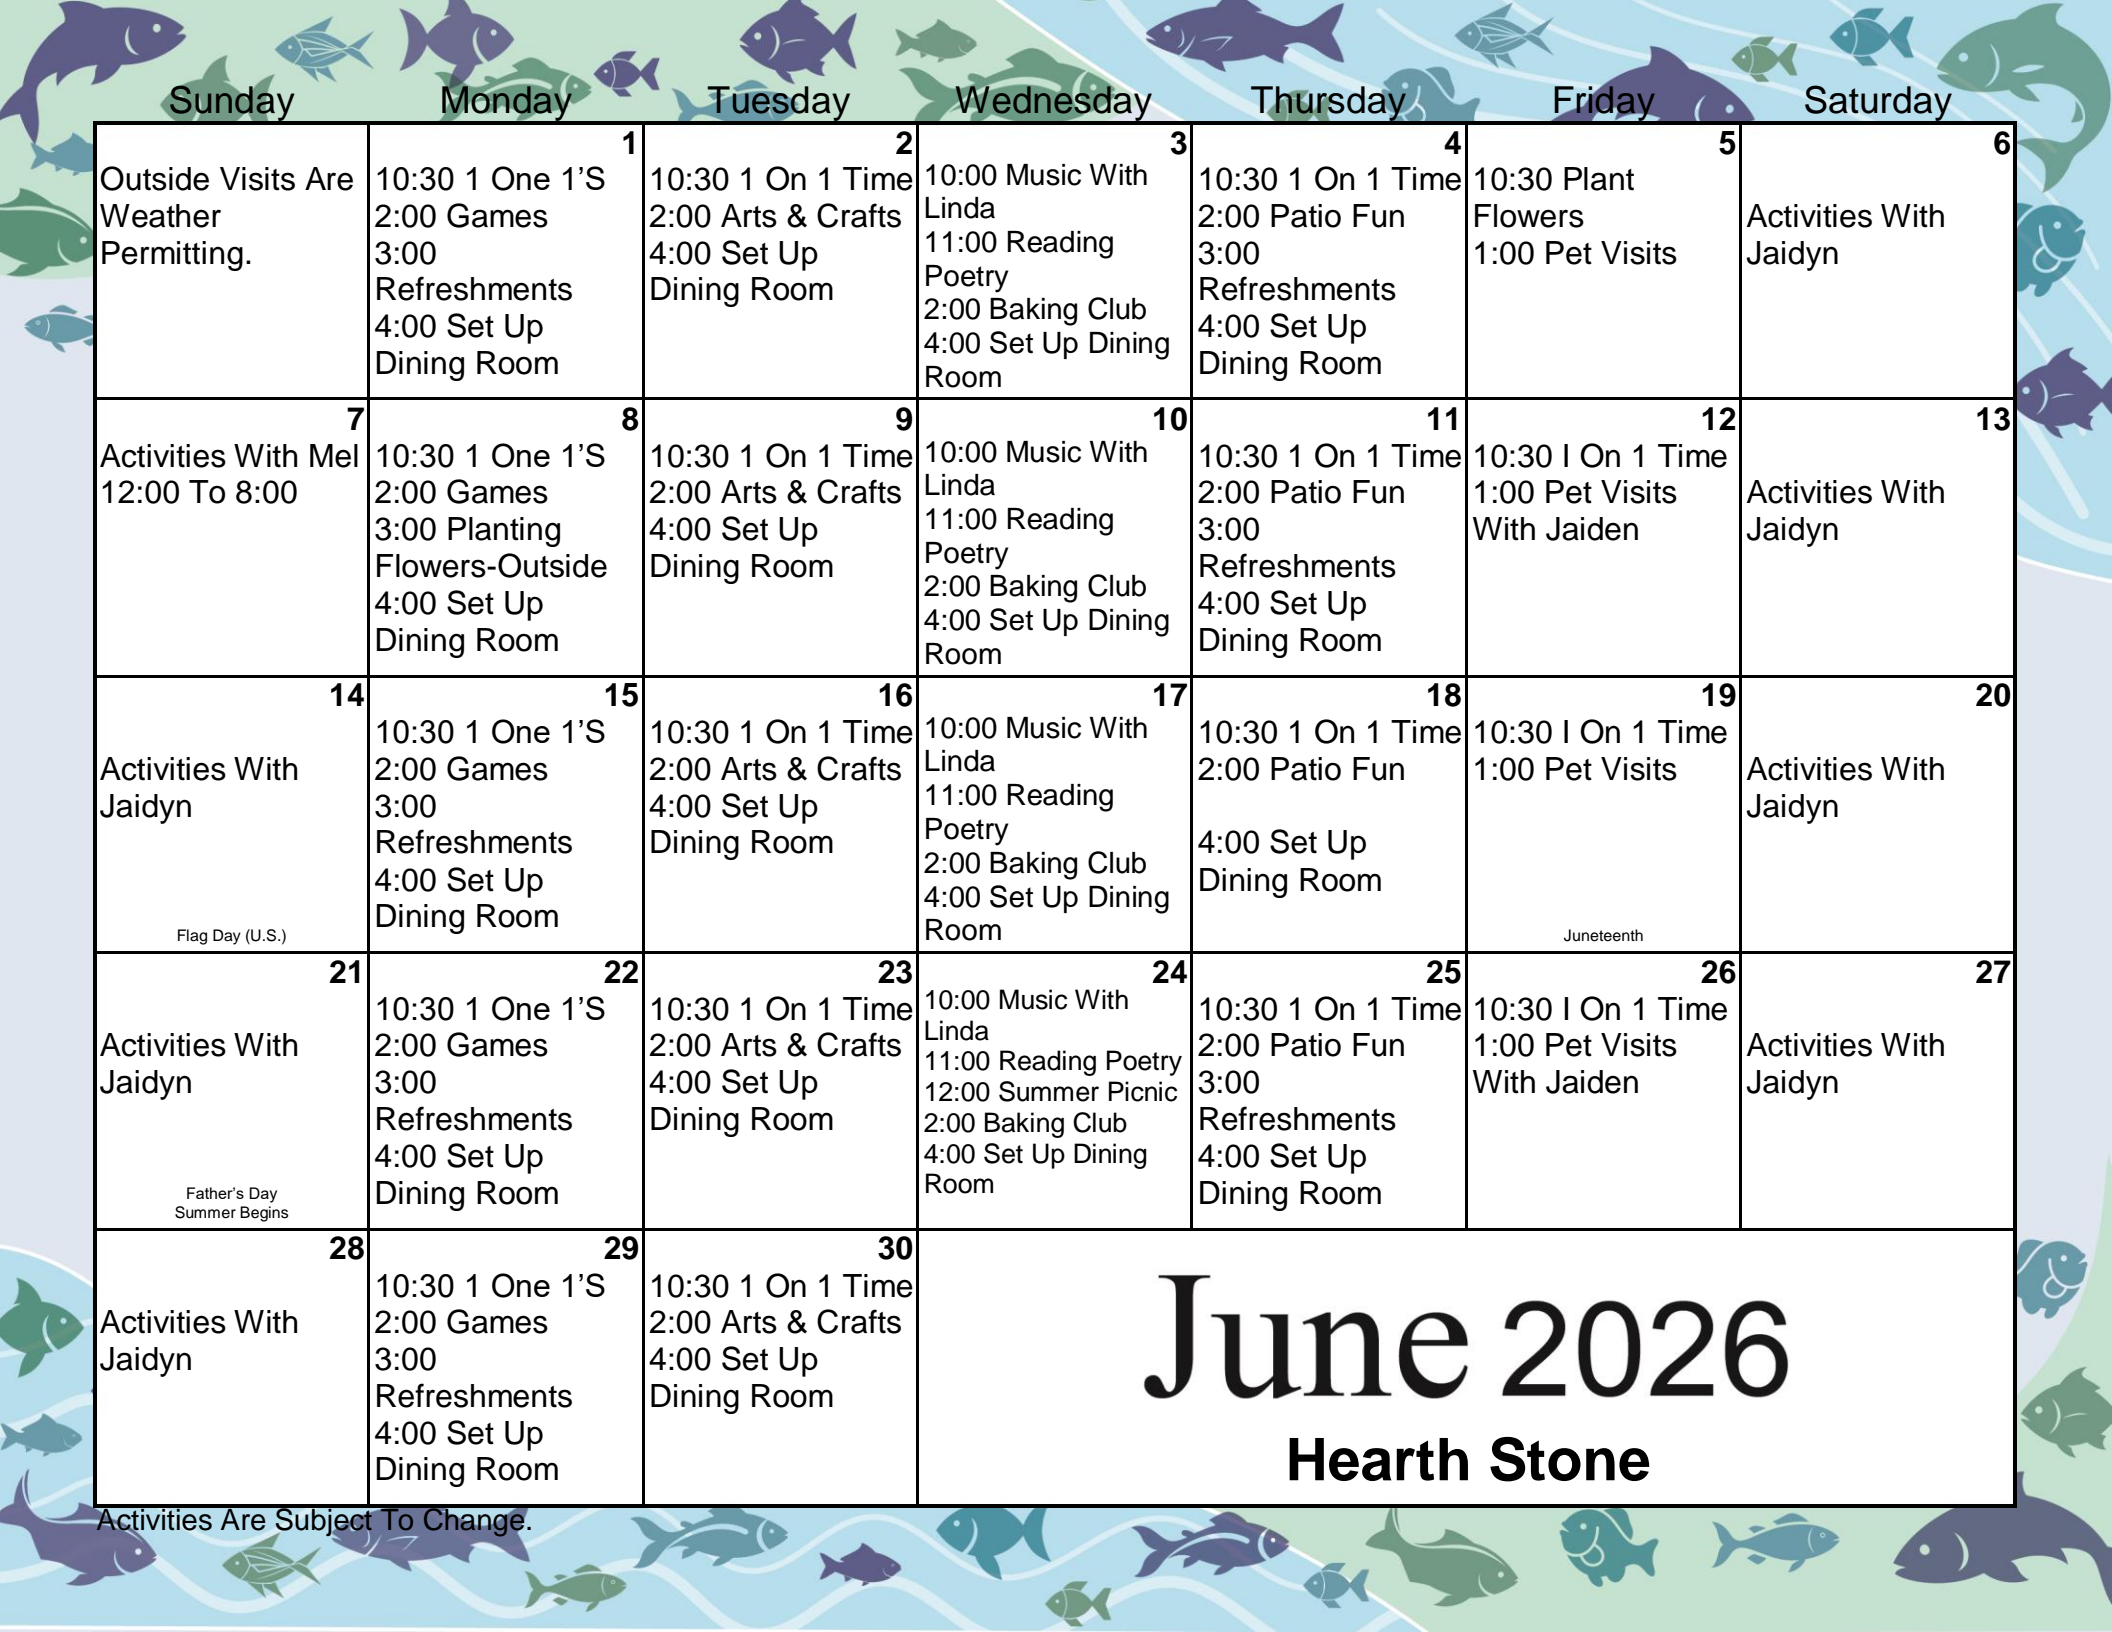 Sunday Monday Tuesday Wednesday Thursday Friday Saturday
Outside Visits Are
Weather
Permitting.
1
10:30 1 One 1’S
2:00 Games
3:00
Refreshments
4:00 Set Up
Dining Room
2
10:30 1 On 1 Time
2:00 Arts & Crafts
4:00 Set Up
Dining Room
3
10:00 Music With
Linda
11:00 Reading
Poetry
2:00 Baking Club
4:00 Set Up Dining
Room
4
10:30 1 On 1 Time
2:00 Patio Fun
3:00
Refreshments
4:00 Set Up
Dining Room
5
10:30 Plant
Flowers
1:00 Pet Visits
6
Activities With
Jaidyn
7
Activities With Mel
12:00 To 8:00
8
10:30 1 One 1’S
2:00 Games
3:00 Planting
Flowers-Outside
4:00 Set Up
Dining Room
9
10:30 1 On 1 Time
2:00 Arts & Crafts
4:00 Set Up
Dining Room
10
10:00 Music With
Linda
11:00 Reading
Poetry
2:00 Baking Club
4:00 Set Up Dining
Room
11
10:30 1 On 1 Time
2:00 Patio Fun
3:00
Refreshments
4:00 Set Up
Dining Room
12
10:30 I On 1 Time
1:00 Pet Visits
With Jaiden
13
Activities With
Jaidyn
14
Activities With
Jaidyn
Flag Day (U.S.)
15
10:30 1 One 1’S
2:00 Games
3:00
Refreshments
4:00 Set Up
Dining Room
16
10:30 1 On 1 Time
2:00 Arts & Crafts
4:00 Set Up
Dining Room
17
10:00 Music With
Linda
11:00 Reading
Poetry
2:00 Baking Club
4:00 Set Up Dining
Room
18
10:30 1 On 1 Time
2:00 Patio Fun
4:00 Set Up
Dining Room
19
10:30 I On 1 Time
1:00 Pet Visits
Juneteenth
20
Activities With
Jaidyn
21
Activities With
Jaidyn
Father’s Day
Summer Begins
22
10:30 1 One 1’S
2:00 Games
3:00
Refreshments
4:00 Set Up
Dining Room
23
10:30 1 On 1 Time
2:00 Arts & Crafts
4:00 Set Up
Dining Room
24
10:00 Music With
Linda
11:00 Reading Poetry
12:00 Summer Picnic
2:00 Baking Club
4:00 Set Up Dining
Room
25
10:30 1 On 1 Time
2:00 Patio Fun
3:00
Refreshments
4:00 Set Up
Dining Room
26
10:30 I On 1 Time
1:00 Pet Visits
With Jaiden
27
Activities With
Jaidyn
28
Activities With
Jaidyn
29
10:30 1 One 1’S
2:00 Games
3:00
Refreshments
4:00 Set Up
Dining Room
30
10:30 1 On 1 Time
2:00 Arts & Crafts
4:00 Set Up
Dining Room
June 2026
Hearth Stone
Activities Are Subject To Change.